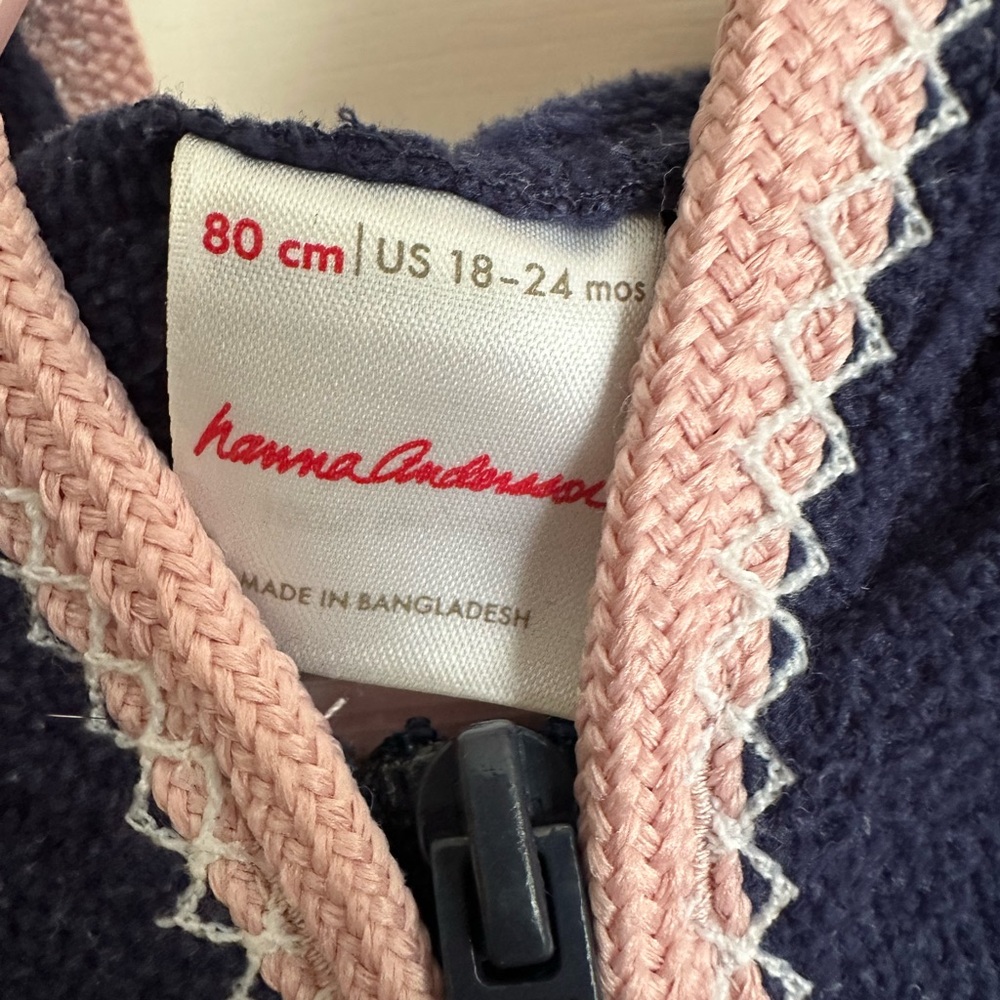 80 cm | US 18-24 mos
hanna Andersson
MADE IN BANGLADESH